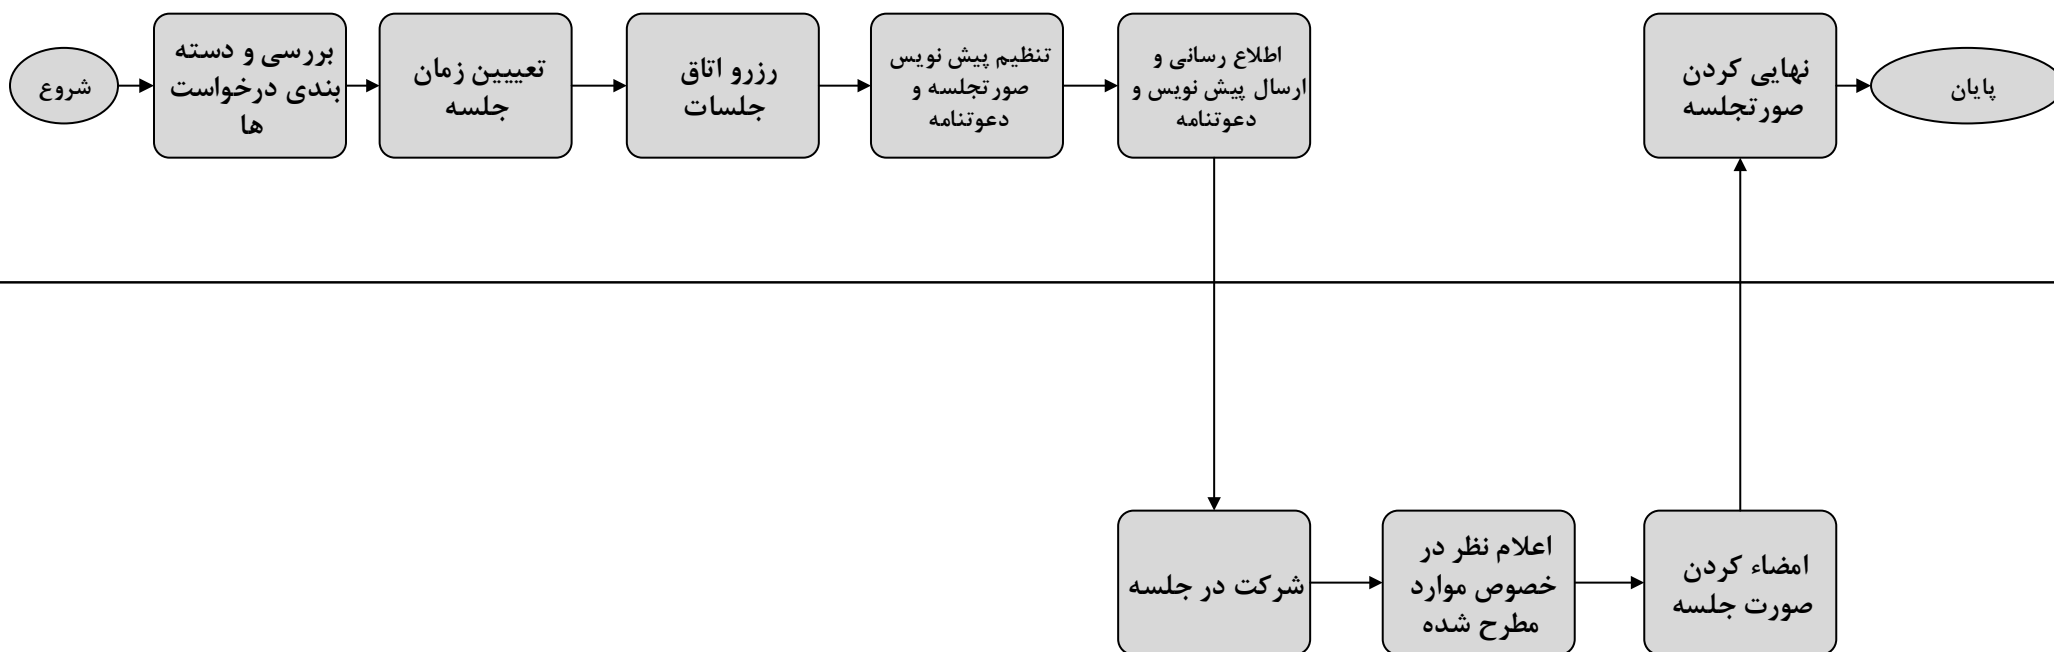 شروع
بررسی و دسته
بندی درخواست
ها
تعییین زمان
جلسه
رزرو اتاق
جلسات
تنظیم پیش نویس
صورتجلسه و
دعوتنامه
اطلاع رسانی و
ارسال پیش نویس و
دعوتنامه
شرکت در جلسه
اعلام نظر در
خصوص موارد
مطرح شده
امضاء کردن
صورت جلسه
نهایی کردن
صورتجلسه
پایان